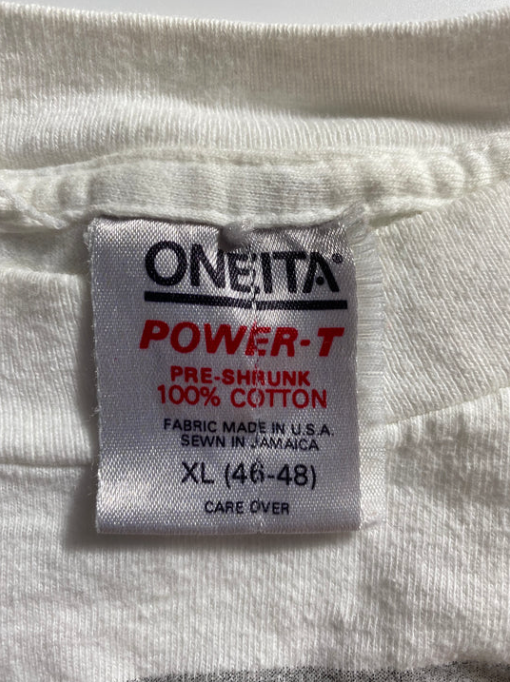 ONEITA®
POWER-T
PRE-SHRUNK
100% COTTON
FABRIC MADE IN U.S.A.
SEWN IN JAMAICA
XL (46-48)
CARE OVER